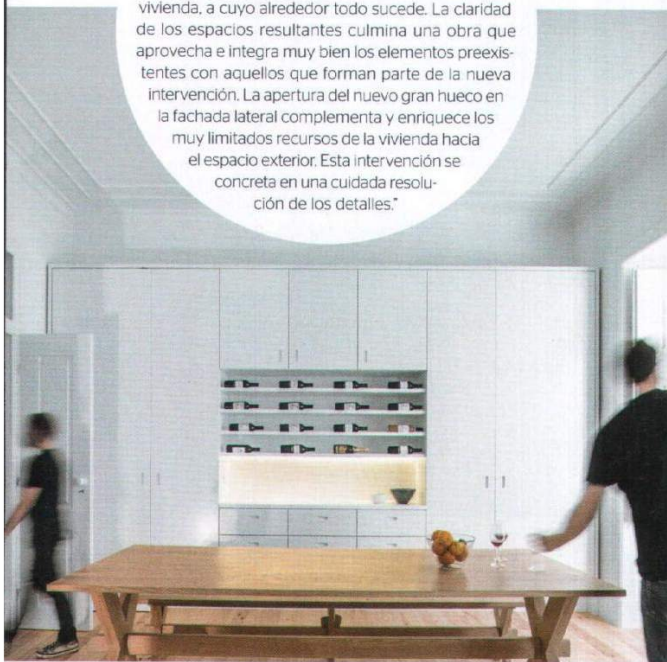 vivienda, a cuyo alrededor todo sucede. La claridad
de los espacios resultantes culmina una obra que
aprovecha e integra muy bien los elementos preexis-
tentes con aquellos que forman parte de la nueva
intervención. La apertura del nuevo gran hueco en
la fachada lateral complementa y enriquece los
muy limitados recursos de la vivienda hacia
el espacio exterior. Esta intervención se
concreta en una cuidada resolu-
ción de los detalles."